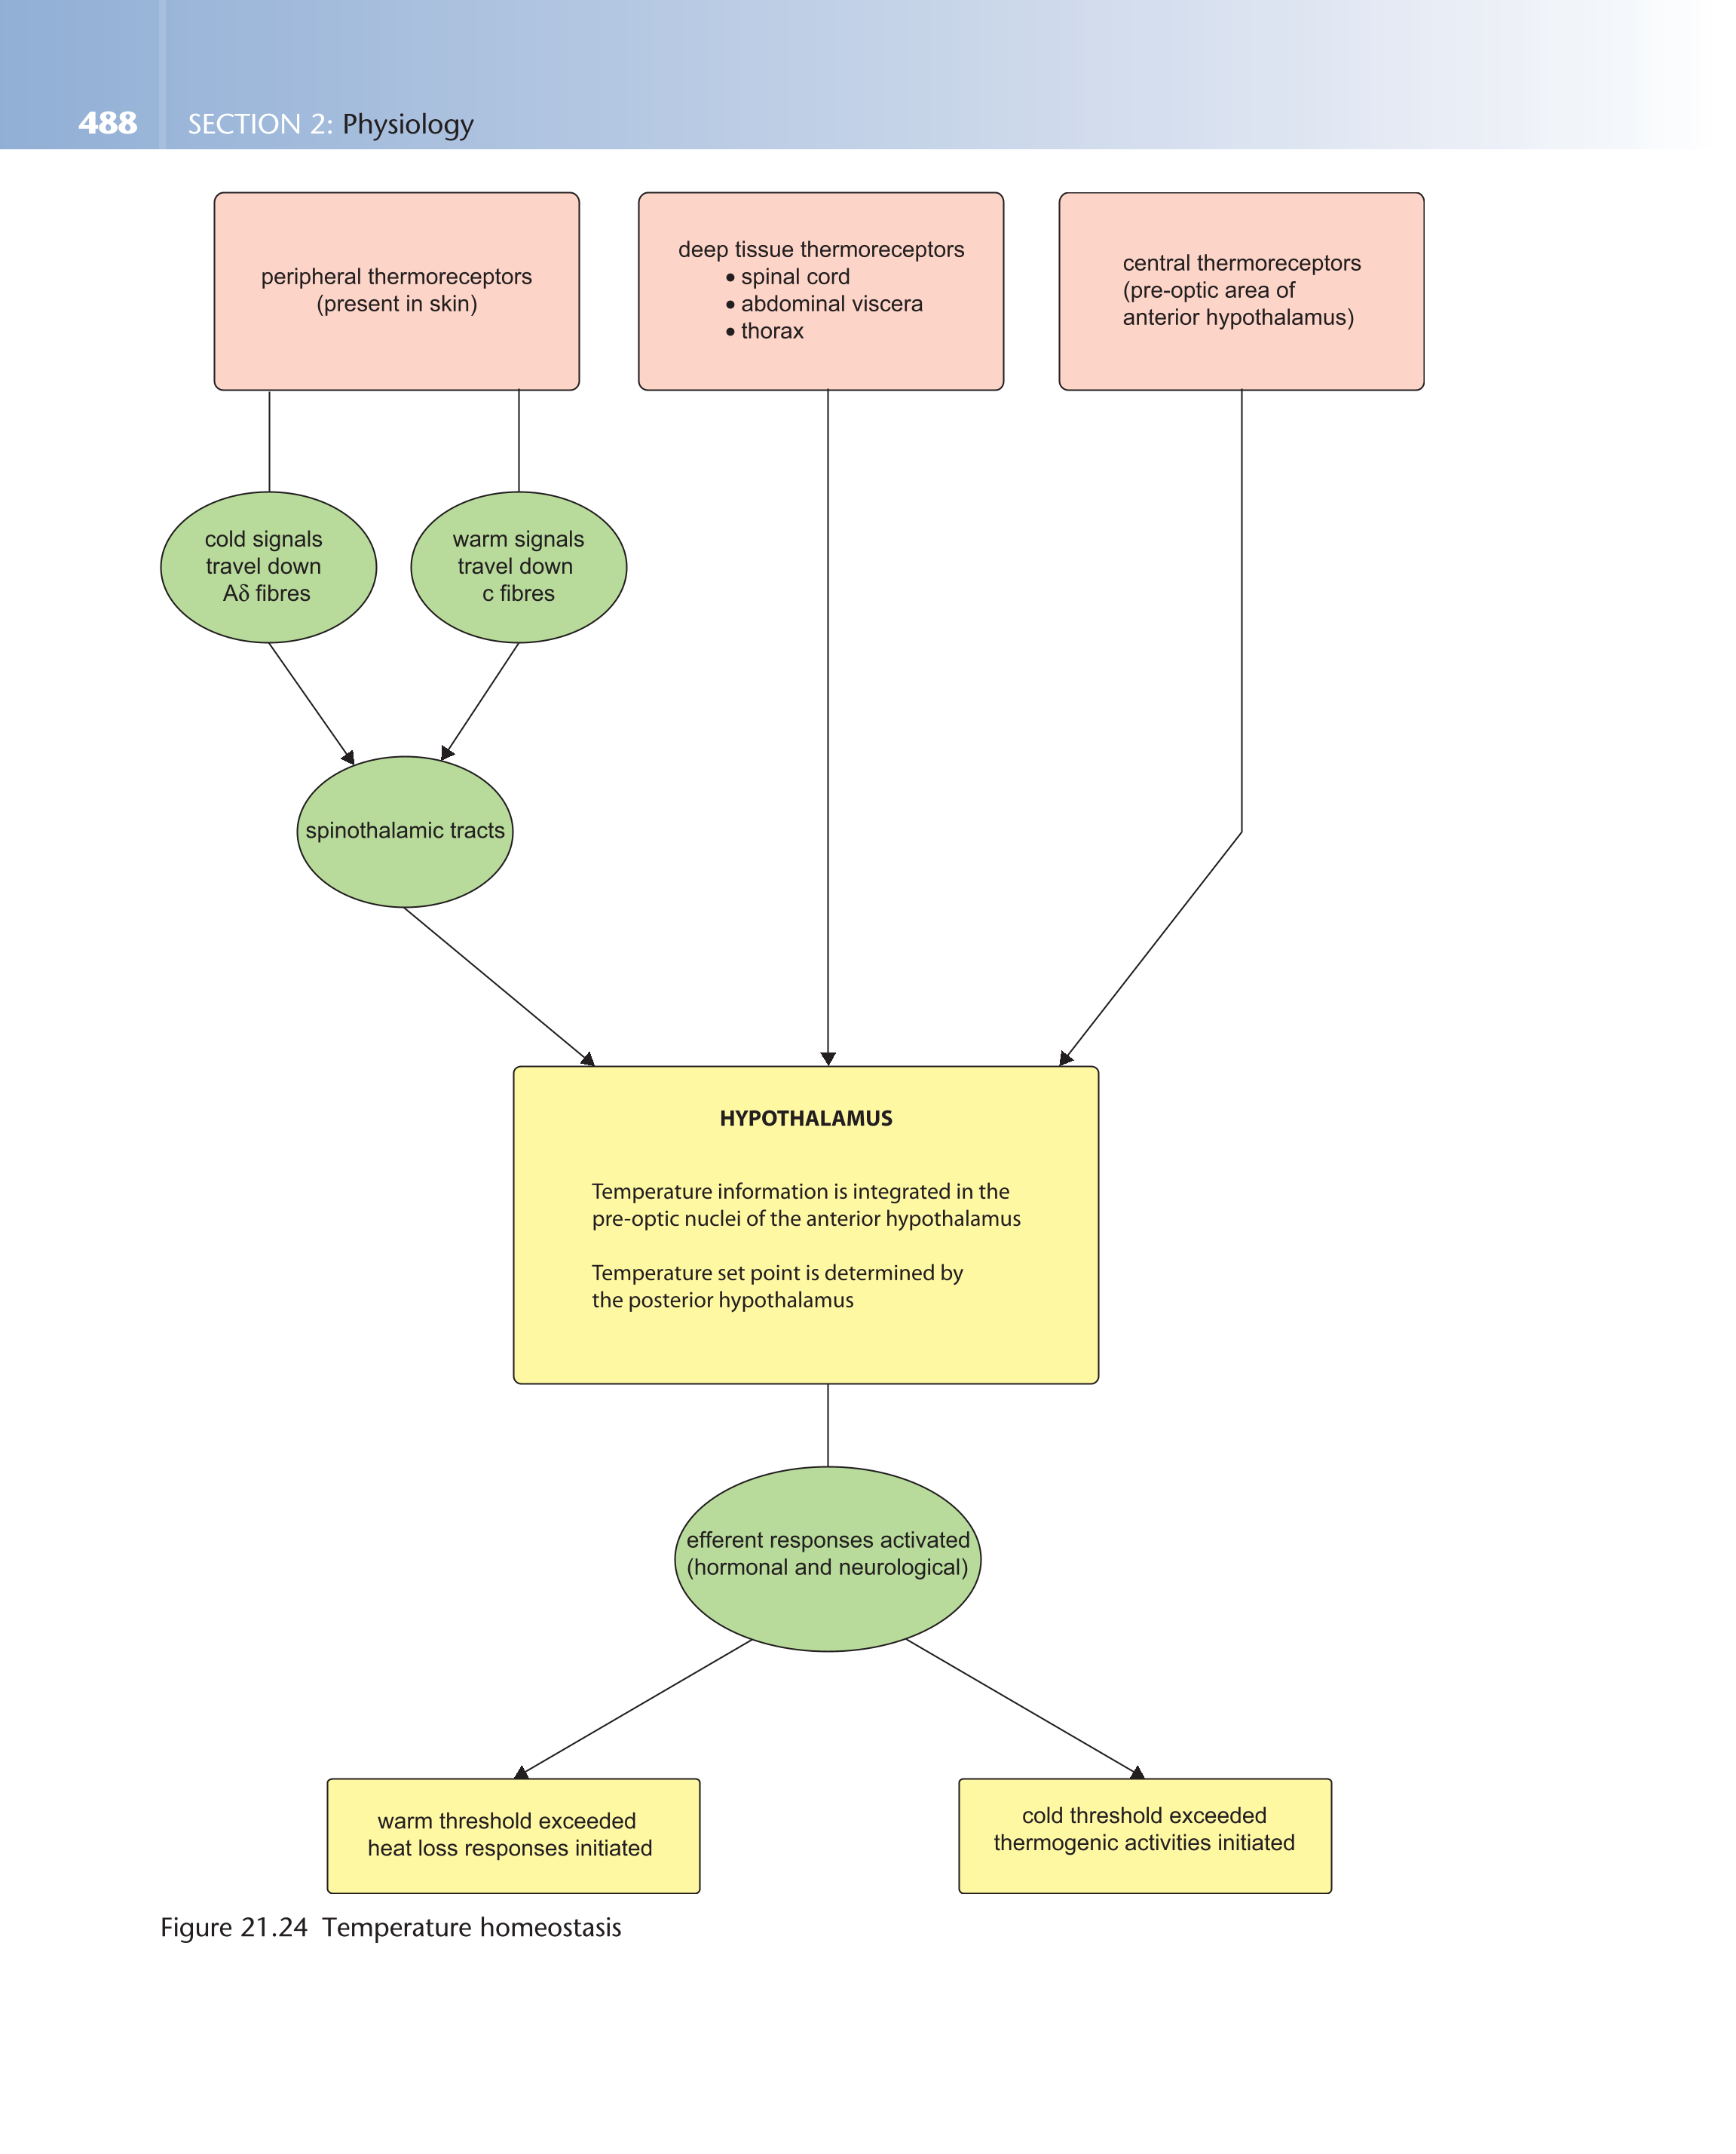 488 SECTION 2: Physiology
peripheral thermoreceptors
(present in skin)
deep tissue thermoreceptors
• spinal cord
• abdominal viscera
• thorax
central thermoreceptors
(pre-optic area of
anterior hypothalamus)
cold signals
travel down
Aδ fibres
warm signals
travel down
c fibres
spinothalamic tracts
HYPOTHALAMUS
Temperature information is integrated in the
pre-optic nuclei of the anterior hypothalamus
Temperature set point is determined by
the posterior hypothalamus
efferent responses activated
(hormonal and neurological)
warm threshold exceeded
heat loss responses initiated
cold threshold exceeded
thermogenic activities initiated
Figure 21.24 Temperature homeostasis